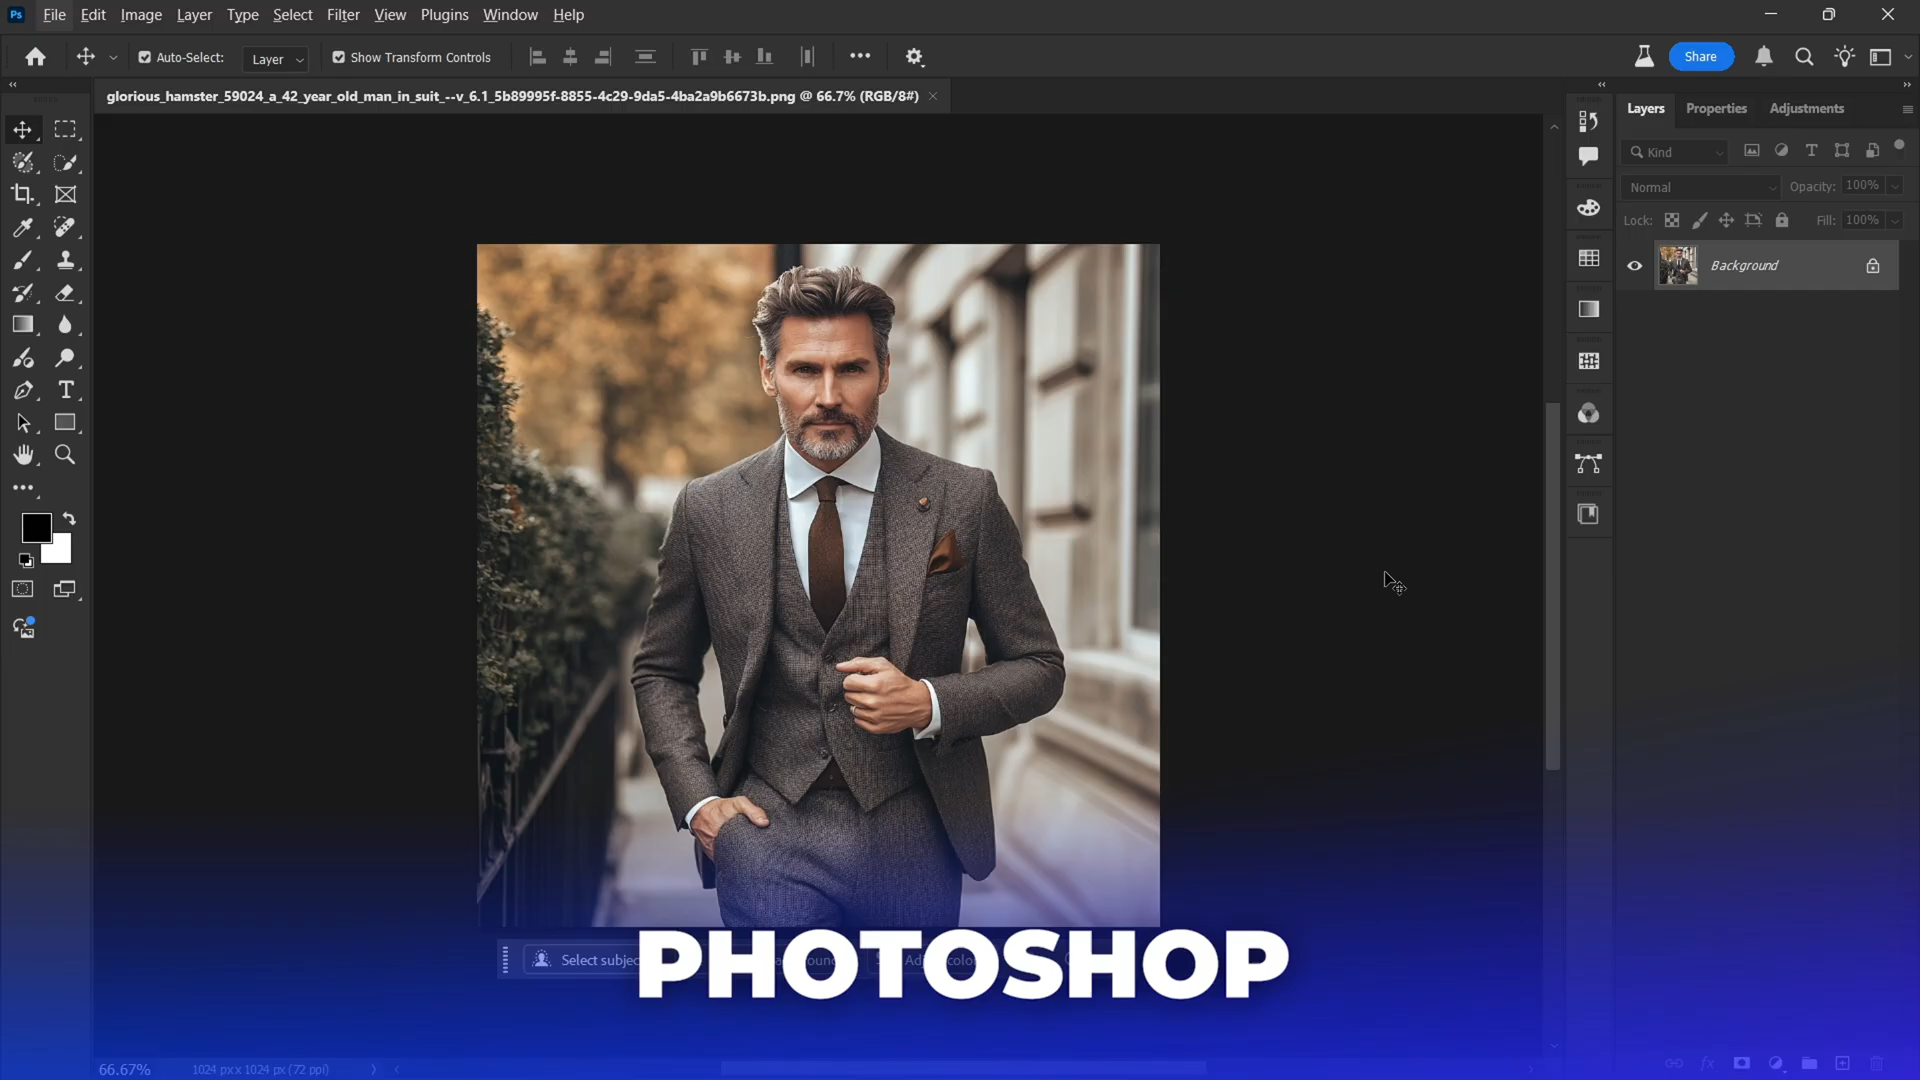 Ps File Edit Image Layer Type Select Filter View Plugins Window Help
Auto-Select: Layer Show Transform Controls Share
glorious_hamster_59024_a_42_year_old_man_in_suit_--v_6.1_5b89995f-8855-4c29-9da5-4ba2a9b6673b.png @ 66.7% (RGB/8#)
Layers Properties Adjustments
Kind
Normal Opacity: 100%
Lock: Fill: 100%
Background
Select subjec
PHOTOSHOP
66.67% 1024 px x 1024 px (72 ppi)